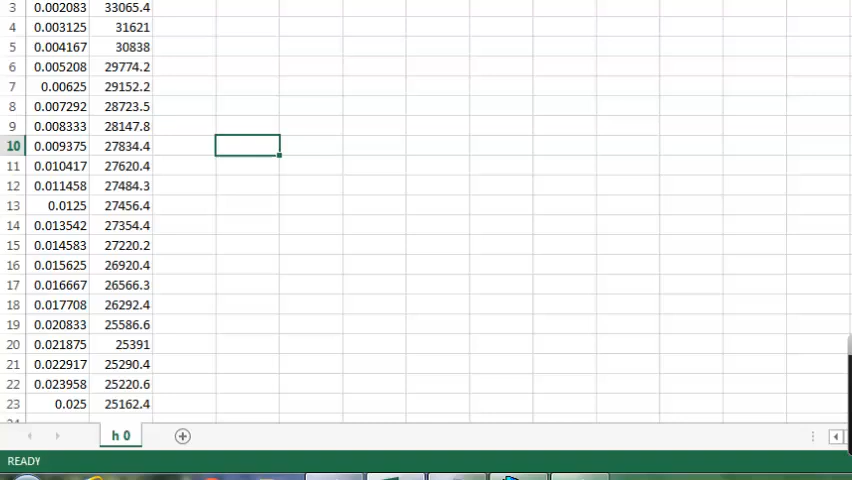 3 0.002083 33065.4
4 0.003125 31621
5 0.004167 30838
6 0.005208 29774.2
7 0.00625 29152.2
8 0.007292 28723.5
9 0.008333 28147.8
10 0.009375 27834.4
11 0.010417 27620.4
12 0.011458 27484.3
13 0.0125 27456.4
14 0.013542 27354.4
15 0.014583 27220.2
16 0.015625 26920.4
17 0.016667 26566.3
18 0.017708 26292.4
19 0.020833 25586.6
20 0.021875 25391
21 0.022917 25290.4
22 0.023958 25220.6
23 0.025 25162.4
h 0
READY